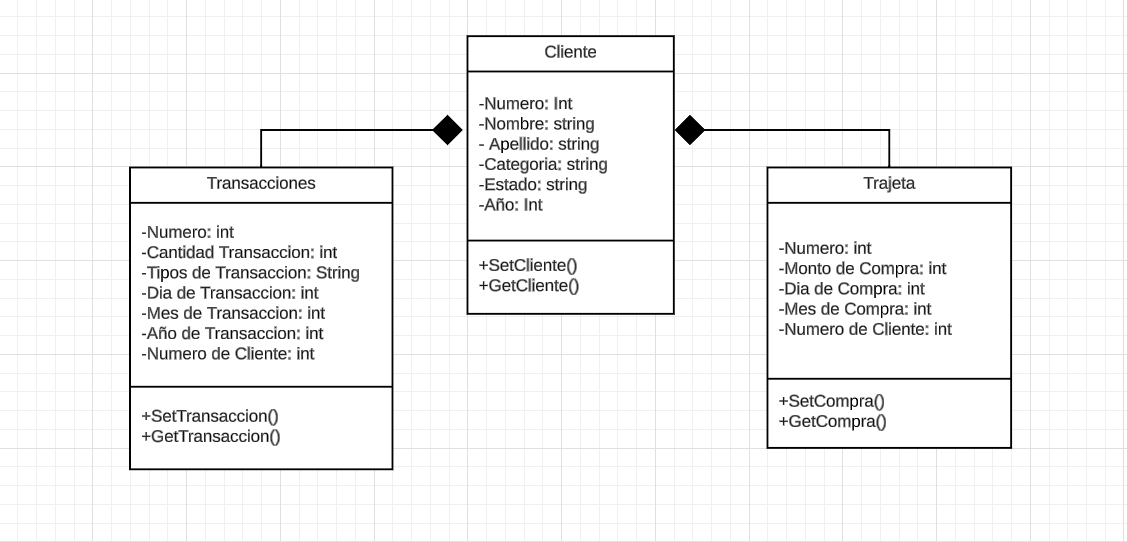 Cliente
-Numero: Int
-Nombre: string
- Apellido: string
-Categoria: string
-Estado: string
-Año: Int
+SetCliente()
+GetCliente()
Transacciones
-Numero: int
-Cantidad Transaccion: int
-Tipos de Transaccion: String
-Dia de Transaccion: int
-Mes de Transaccion: int
-Año de Transaccion: int
-Numero de Cliente: int
+SetTransaccion()
+GetTransaccion()
Trajeta
-Numero: int
-Monto de Compra: int
-Dia de Compra: int
-Mes de Compra: int
-Numero de Cliente: int
+SetCompra()
+GetCompra()